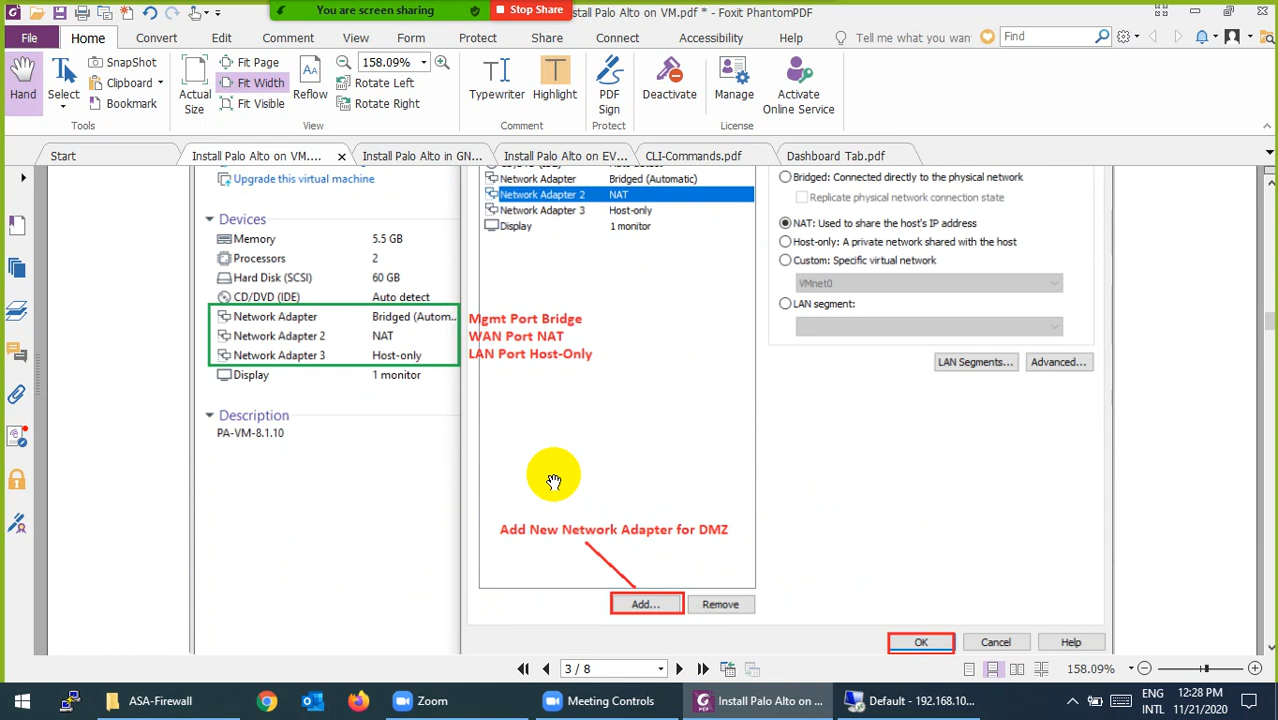 You are screen sharing
Stop Share
Install Palo Alto on VM.pdf * - Foxit PhantomPDF
File
Home
Convert
Edit
Comment
View
Form
Protect
Share
Connect
Accessibility
Help
Tell me what you want
Find
Hand
Select
SnapShot
Clipboard
Bookmark
Tools
Actual Size
Fit Page
Fit Width
Fit Visible
Reflow
158.09%
Rotate Left
Rotate Right
View
Typewriter
Highlight
Comment
PDF Sign
Protect
Deactivate
Manage
Activate Online Service
License
Start
Install Palo Alto on VM....
Install Palo Alto in GN...
Install Palo Alto on EV...
CLI-Commands.pdf
Dashboard Tab.pdf
Upgrade this virtual machine
Devices
Memory 5.5 GB
Processors 2
Hard Disk (SCSI) 60 GB
CD/DVD (IDE) Auto detect
Network Adapter Bridged (Autom...
Network Adapter 2 NAT
Network Adapter 3 Host-only
Display 1 monitor
Description
PA-VM-8.1.10
Network Adapter Bridged (Automatic)
Network Adapter 2 NAT
Network Adapter 3 Host-only
Display 1 monitor
Mgmt Port Bridge
WAN Port NAT
LAN Port Host-Only
Add New Network Adapter for DMZ
Add...
Remove
Bridged: Connected directly to the physical network
Replicate physical network connection state
NAT: Used to share the host's IP address
Host-only: A private network shared with the host
Custom: Specific virtual network
VMnet0
LAN segment:
LAN Segments...
Advanced...
OK
Cancel
Help
3 / 8
158.09%
ASA-Firewall
Zoom
Meeting Controls
Install Palo Alto on ...
Default - 192.168.10...
ENG
INTL
12:28 PM
11/21/2020